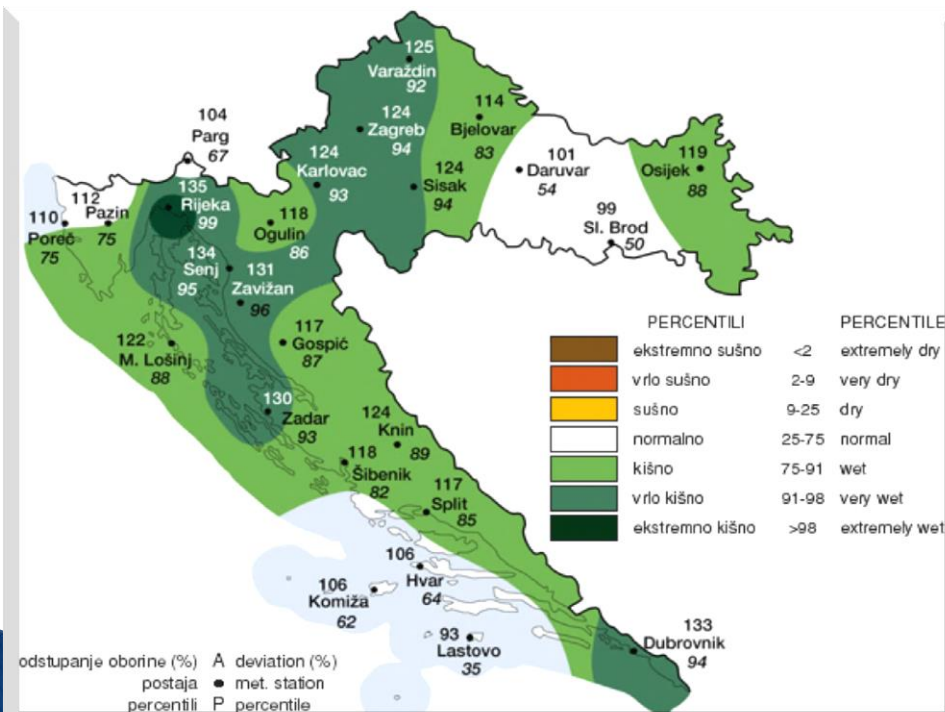 125
Varaždin
92
114
Bjelovar
83
124
Zagreb
94
104
Parg
67
124
Karlovac
93
124
Sisak
94
101
Daruvar
54
119
Osijek
88
99
Sl. Brod
50
135
Rijeka
99
112
Pazin
75
110
Poreč
75
118
Ogulin
86
134
Senj
95
131
Zavižan
96
117
Gospić
87
122
M. Lošinj
88
130
Zadar
93
124
Knin
89
118
Šibenik
82
117
Split
85
106
Hvar
64
106
Komiža
62
93
Lastovo
35
133
Dubrovnik
94
PERCENTILI PERCENTILE
ekstremno sušno <2 extremely dry
vrlo sušno 2-9 very dry
sušno 9-25 dry
normalno 25-75 normal
kišno 75-91 wet
vrlo kišno 91-98 very wet
ekstremno kišno >98 extremely wet
odstupanje oborine (%) A deviation (%)
postaja ● met. station
percentili P percentile